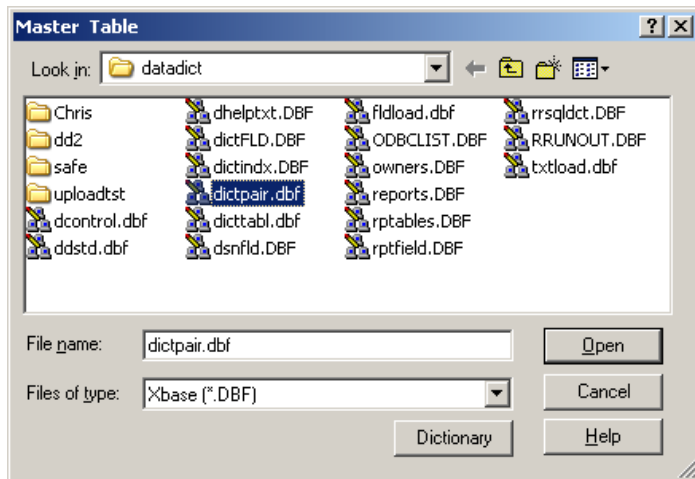 Master Table
Look in: datadict
Chris dhelptxt.DBF fldload.dbf rrsqldct.DBF
dd2 dictFLD.DBF ODBCLIST.DBF RRUNOUT.DBF
safe dictindx.DBF owners.DBF txtload.dbf
uploadtst dictpair.dbf reports.DBF
dcontrol.dbf dicttabl.dbf rptables.DBF
ddstd.dbf dsnfld.DBF rptfield.DBF
File name: dictpair.dbf Open
Files of type: Xbase (*.DBF) Cancel
Dictionary Help